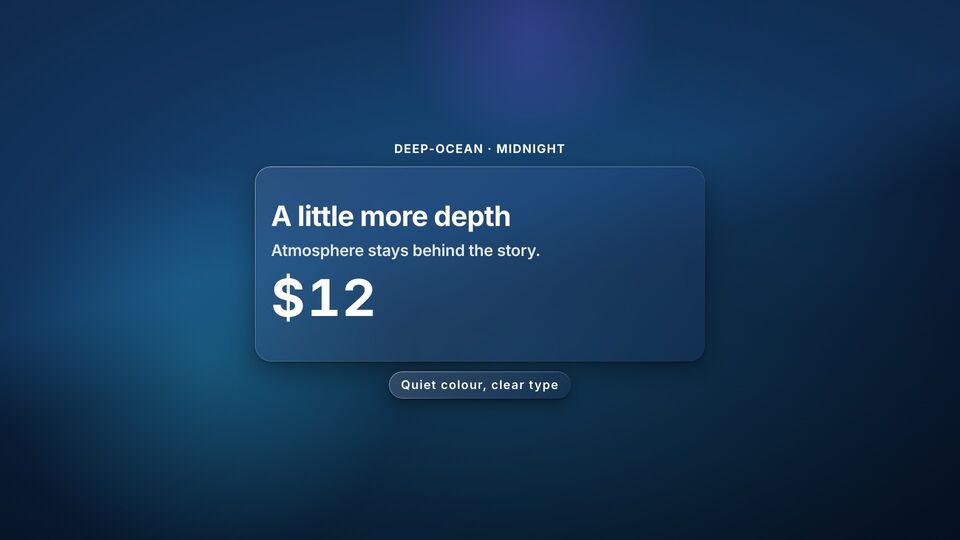 DEEP-OCEAN · MIDNIGHT
A little more depth
Atmosphere stays behind the story.
$12
Quiet colour, clear type